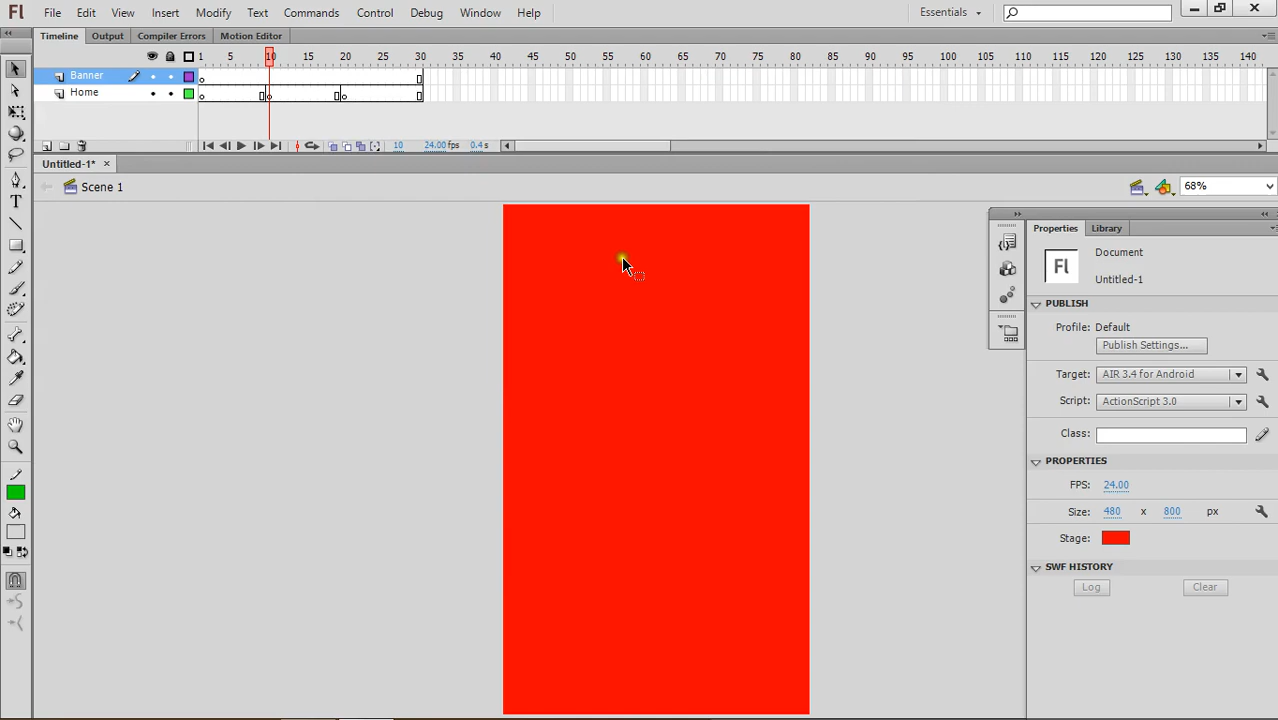 Fl File Edit View Insert Modify Text Commands Control Debug Window Help Essentials
Timeline Output Compiler Errors Motion Editor
1 5 10 15 20 25 30 35 40 45 50 55 60 65 70 75 80 85 90 95 100 105 110 115 120 125 130 135 140
Banner
Home
10 24.00 fps 0.4 s
Untitled-1*
Scene 1 68%
Properties Library
Fl Document
Untitled-1
PUBLISH
Profile: Default
Publish Settings...
Target: AIR 3.4 for Android
Script: ActionScript 3.0
Class:
PROPERTIES
FPS: 24.00
Size: 480 x 800 px
Stage:
SWF HISTORY
Log Clear